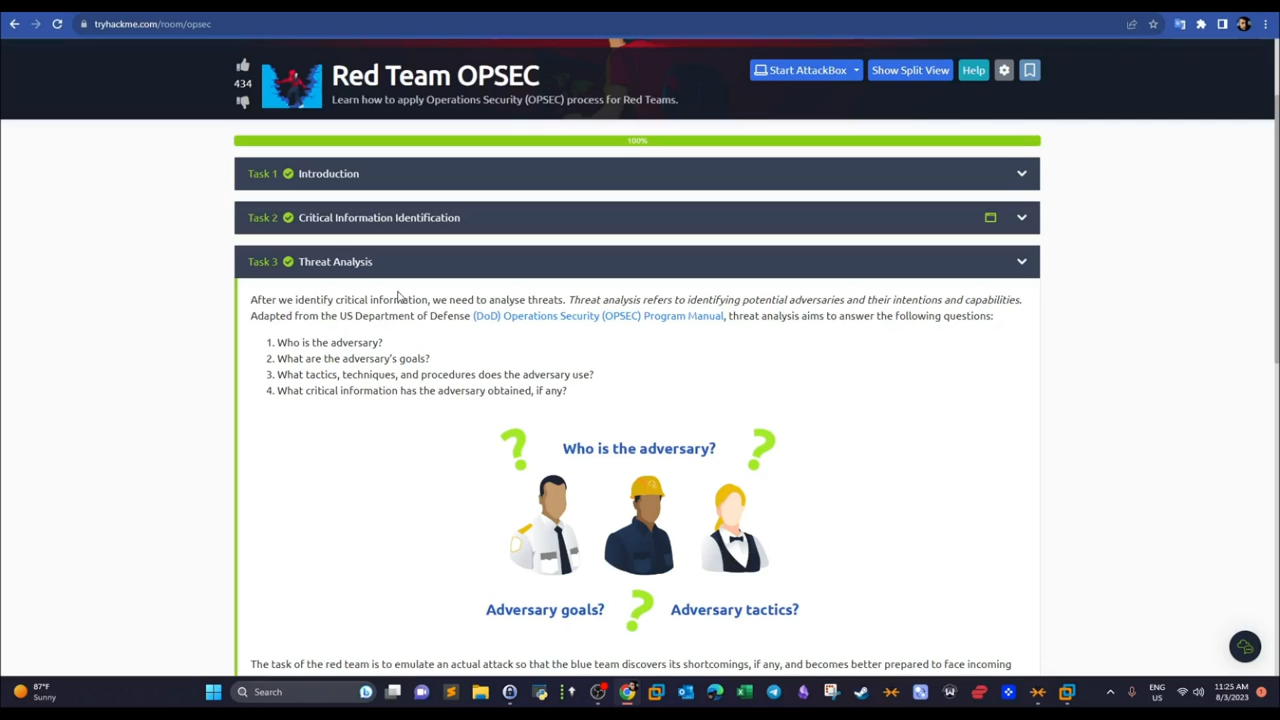 tryhackme.com/room/opsec
434
Red Team OPSEC
Learn how to apply Operations Security (OPSEC) process for Red Teams.
Start AttackBox
Show Split View
Help
100%
Task 1 Introduction
Task 2 Critical Information Identification
Task 3 Threat Analysis
After we identify critical information, we need to analyse threats. Threat analysis refers to identifying potential adversaries and their intentions and capabilities.
Adapted from the US Department of Defense (DoD) Operations Security (OPSEC) Program Manual, threat analysis aims to answer the following questions:
1. Who is the adversary?
2. What are the adversary's goals?
3. What tactics, techniques, and procedures does the adversary use?
4. What critical information has the adversary obtained, if any?
? Who is the adversary? ?
Adversary goals? ? Adversary tactics?
The task of the red team is to emulate an actual attack so that the blue team discovers its shortcomings, if any, and becomes better prepared to face incoming
87°F
Sunny
Search
ENG
US
11:25 AM
8/3/2023